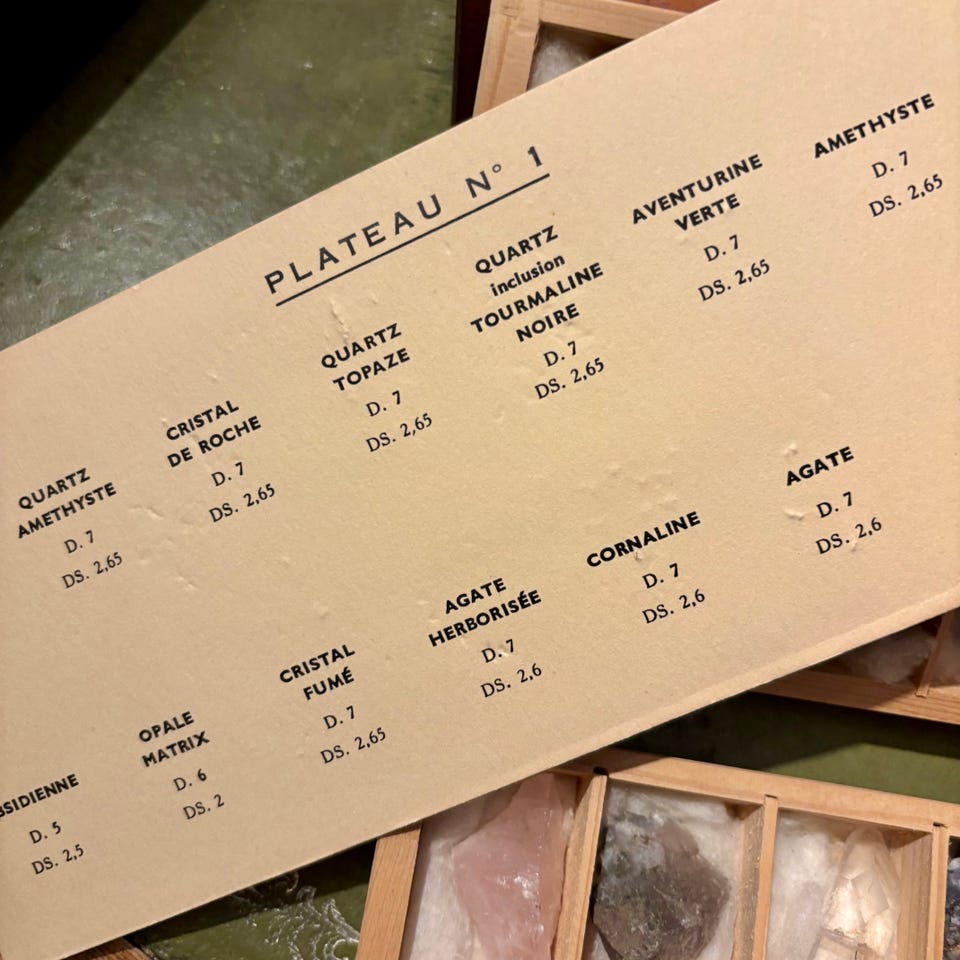 PLATEAU N° 1
QUARTZ
AMETHYSTE
D. 7
DS. 2,65
CRISTAL
DE ROCHE
D. 7
DS. 2,65
QUARTZ
TOPAZE
D. 7
DS. 2,65
QUARTZ
inclusion
TOURMALINE
NOIRE
D. 7
DS. 2,65
AVENTURINE
VERTE
D. 7
DS. 2,65
AMETHYSTE
D. 7
DS. 2,65
BSIDIENNE
D. 5
DS. 2,5
OPALE
MATRIX
D. 6
DS. 2
CRISTAL
FUMÉ
D. 7
DS. 2,65
AGATE
HERBORISÉE
D. 7
DS. 2,6
CORNALINE
D. 7
DS. 2,6
AGATE
D. 7
DS. 2,6